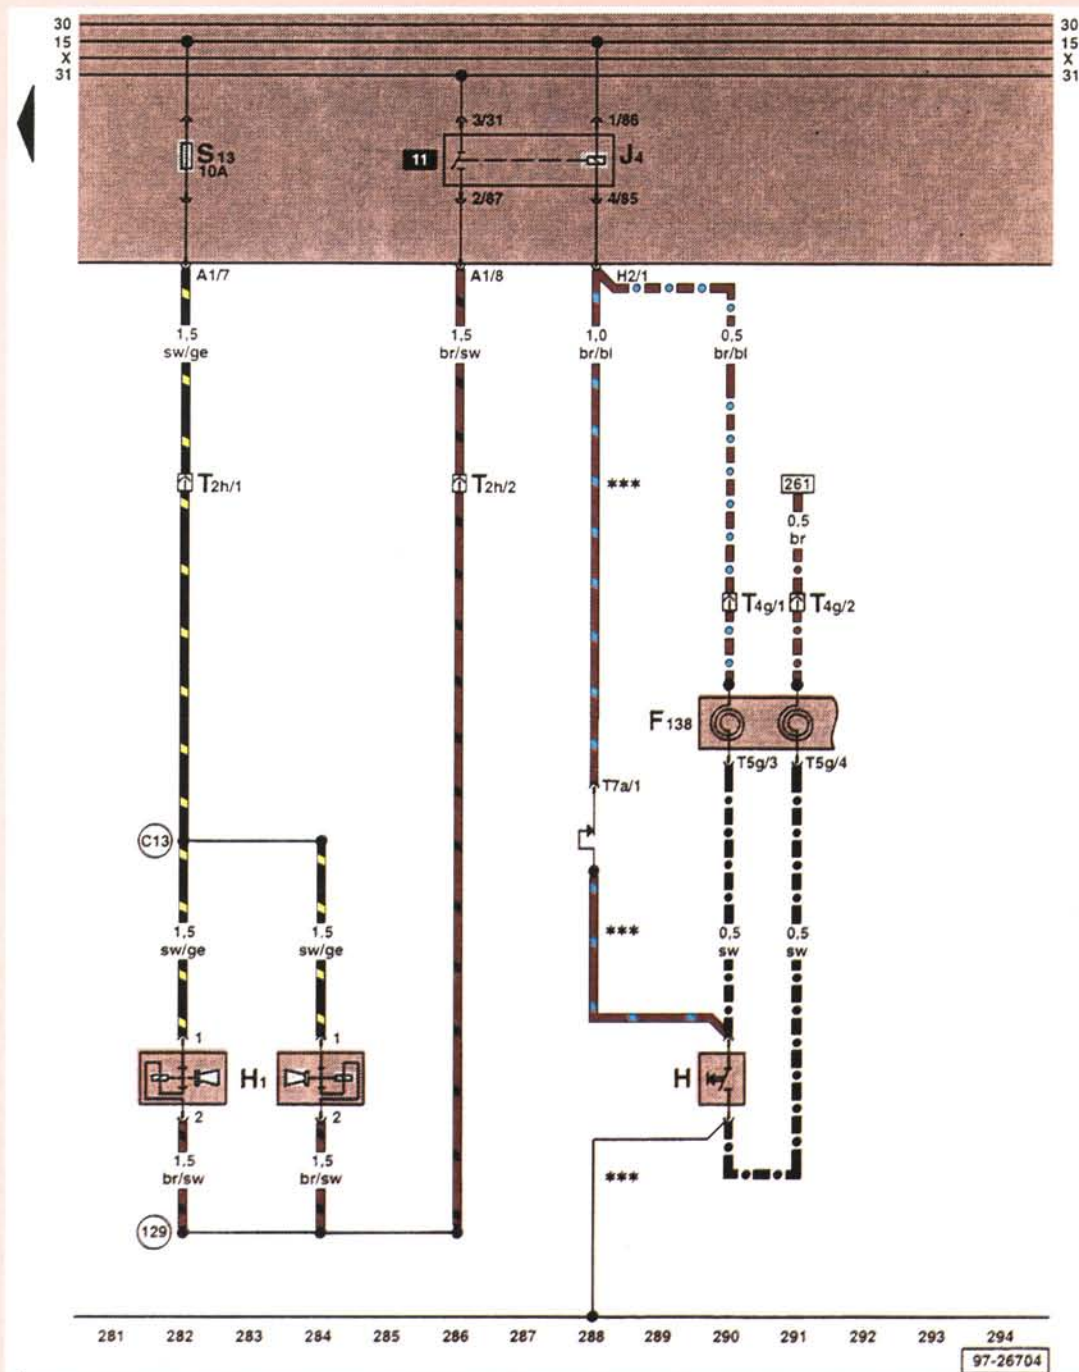 30 30
15 15
X X
31 31
3/31 1/86
S13 11 J4
10A
2/87 4/85
A1/7 A1/8 H2/1
1,5 1,5 1,0 0,5
sw/ge br/sw br/bl br/bl
T2h/1 T2h/2 *** 261
0,5
br
T4g/1 T4g/2
F138
T5g/3 T5g/4
T7a/1
C13
1,5 1,5 *** 0,5 0,5
sw/ge sw/ge sw sw
1 1
H1 H
2 2
1,5 1,5
br/sw br/sw ***
129
281 282 283 284 285 286 287 288 289 290 291 292 293 294
97-26704